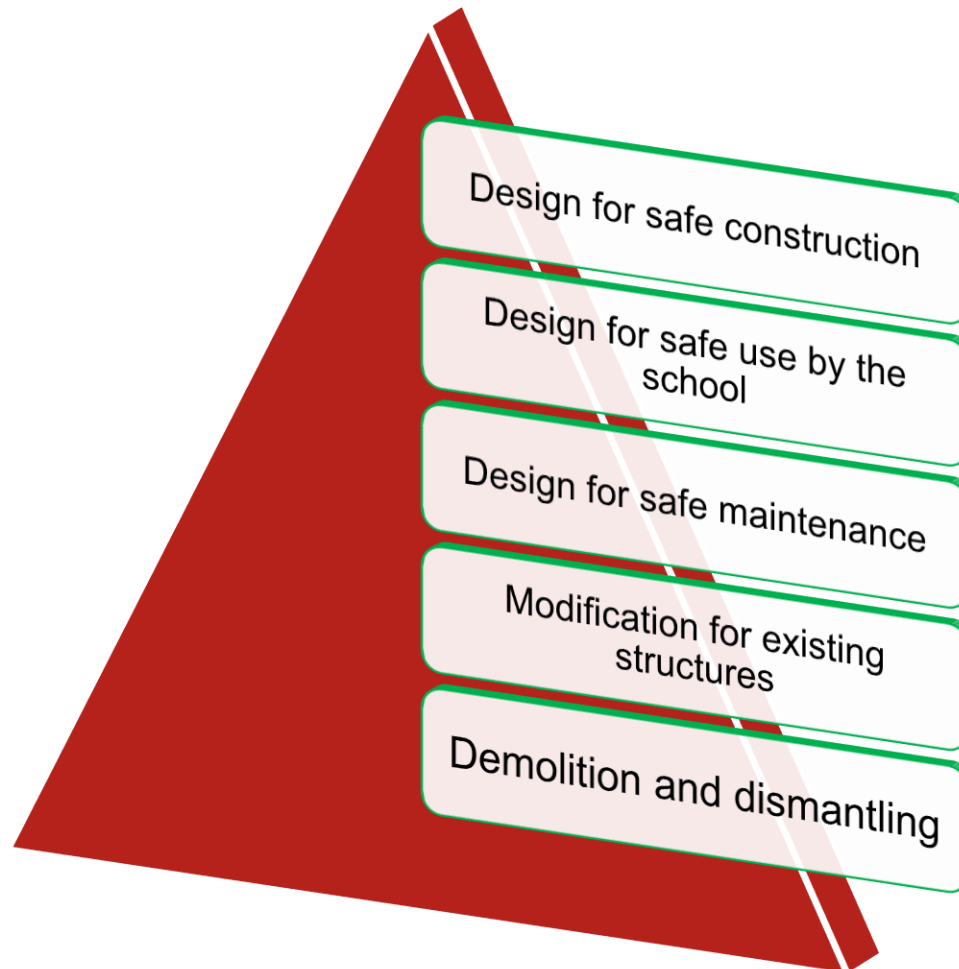 Design for safe construction
Design for safe use by the
school
Design for safe maintenance
Modification for existing
structures
Demolition and dismantling